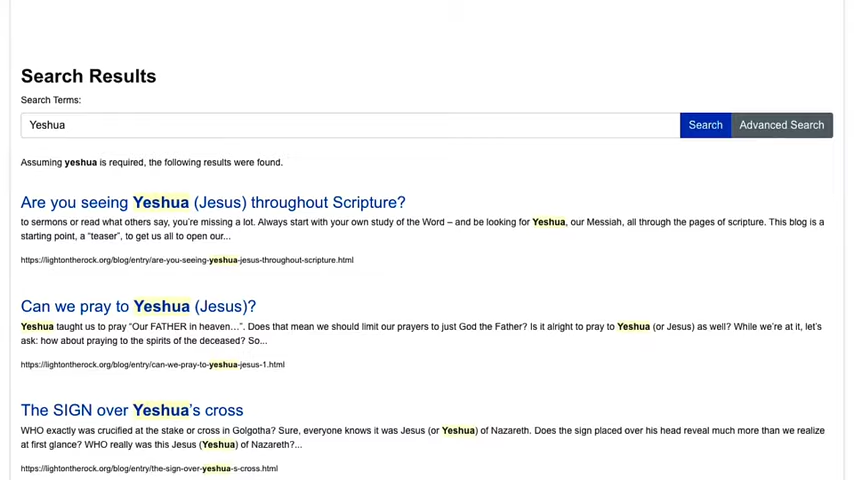 Search Results
Search Terms:
Yeshua
Search
Advanced Search
Assuming yeshua is required, the following results were found.
Are you seeing Yeshua (Jesus) throughout Scripture?
to sermons or read what others say, you're missing a lot. Always start with your own study of the Word – and be looking for Yeshua, our Messiah, all through the pages of scripture. This blog is a
starting point, a “teaser”, to get us all to open our...
https://lightontherock.org/blog/entry/are-you-seeing-yeshua-jesus-throughout-scripture.html
Can we pray to Yeshua (Jesus)?
Yeshua taught us to pray “Our FATHER in heaven…”. Does that mean we should limit our prayers to just God the Father? Is it alright to pray to Yeshua (or Jesus) as well? While we’re at it, let’s
ask: how about praying to the spirits of the deceased? So...
https://lightontherock.org/blog/entry/can-we-pray-to-yeshua-jesus-1.html
The SIGN over Yeshua’s cross
WHO exactly was crucified at the stake or cross in Golgotha? Sure, everyone knows it was Jesus (or Yeshua) of Nazareth. Does the sign placed over his head reveal much more than we realize
at first glance? WHO really was this Jesus (Yeshua) of Nazareth?...
https://lightontherock.org/blog/entry/the-sign-over-yeshua-s-cross.html